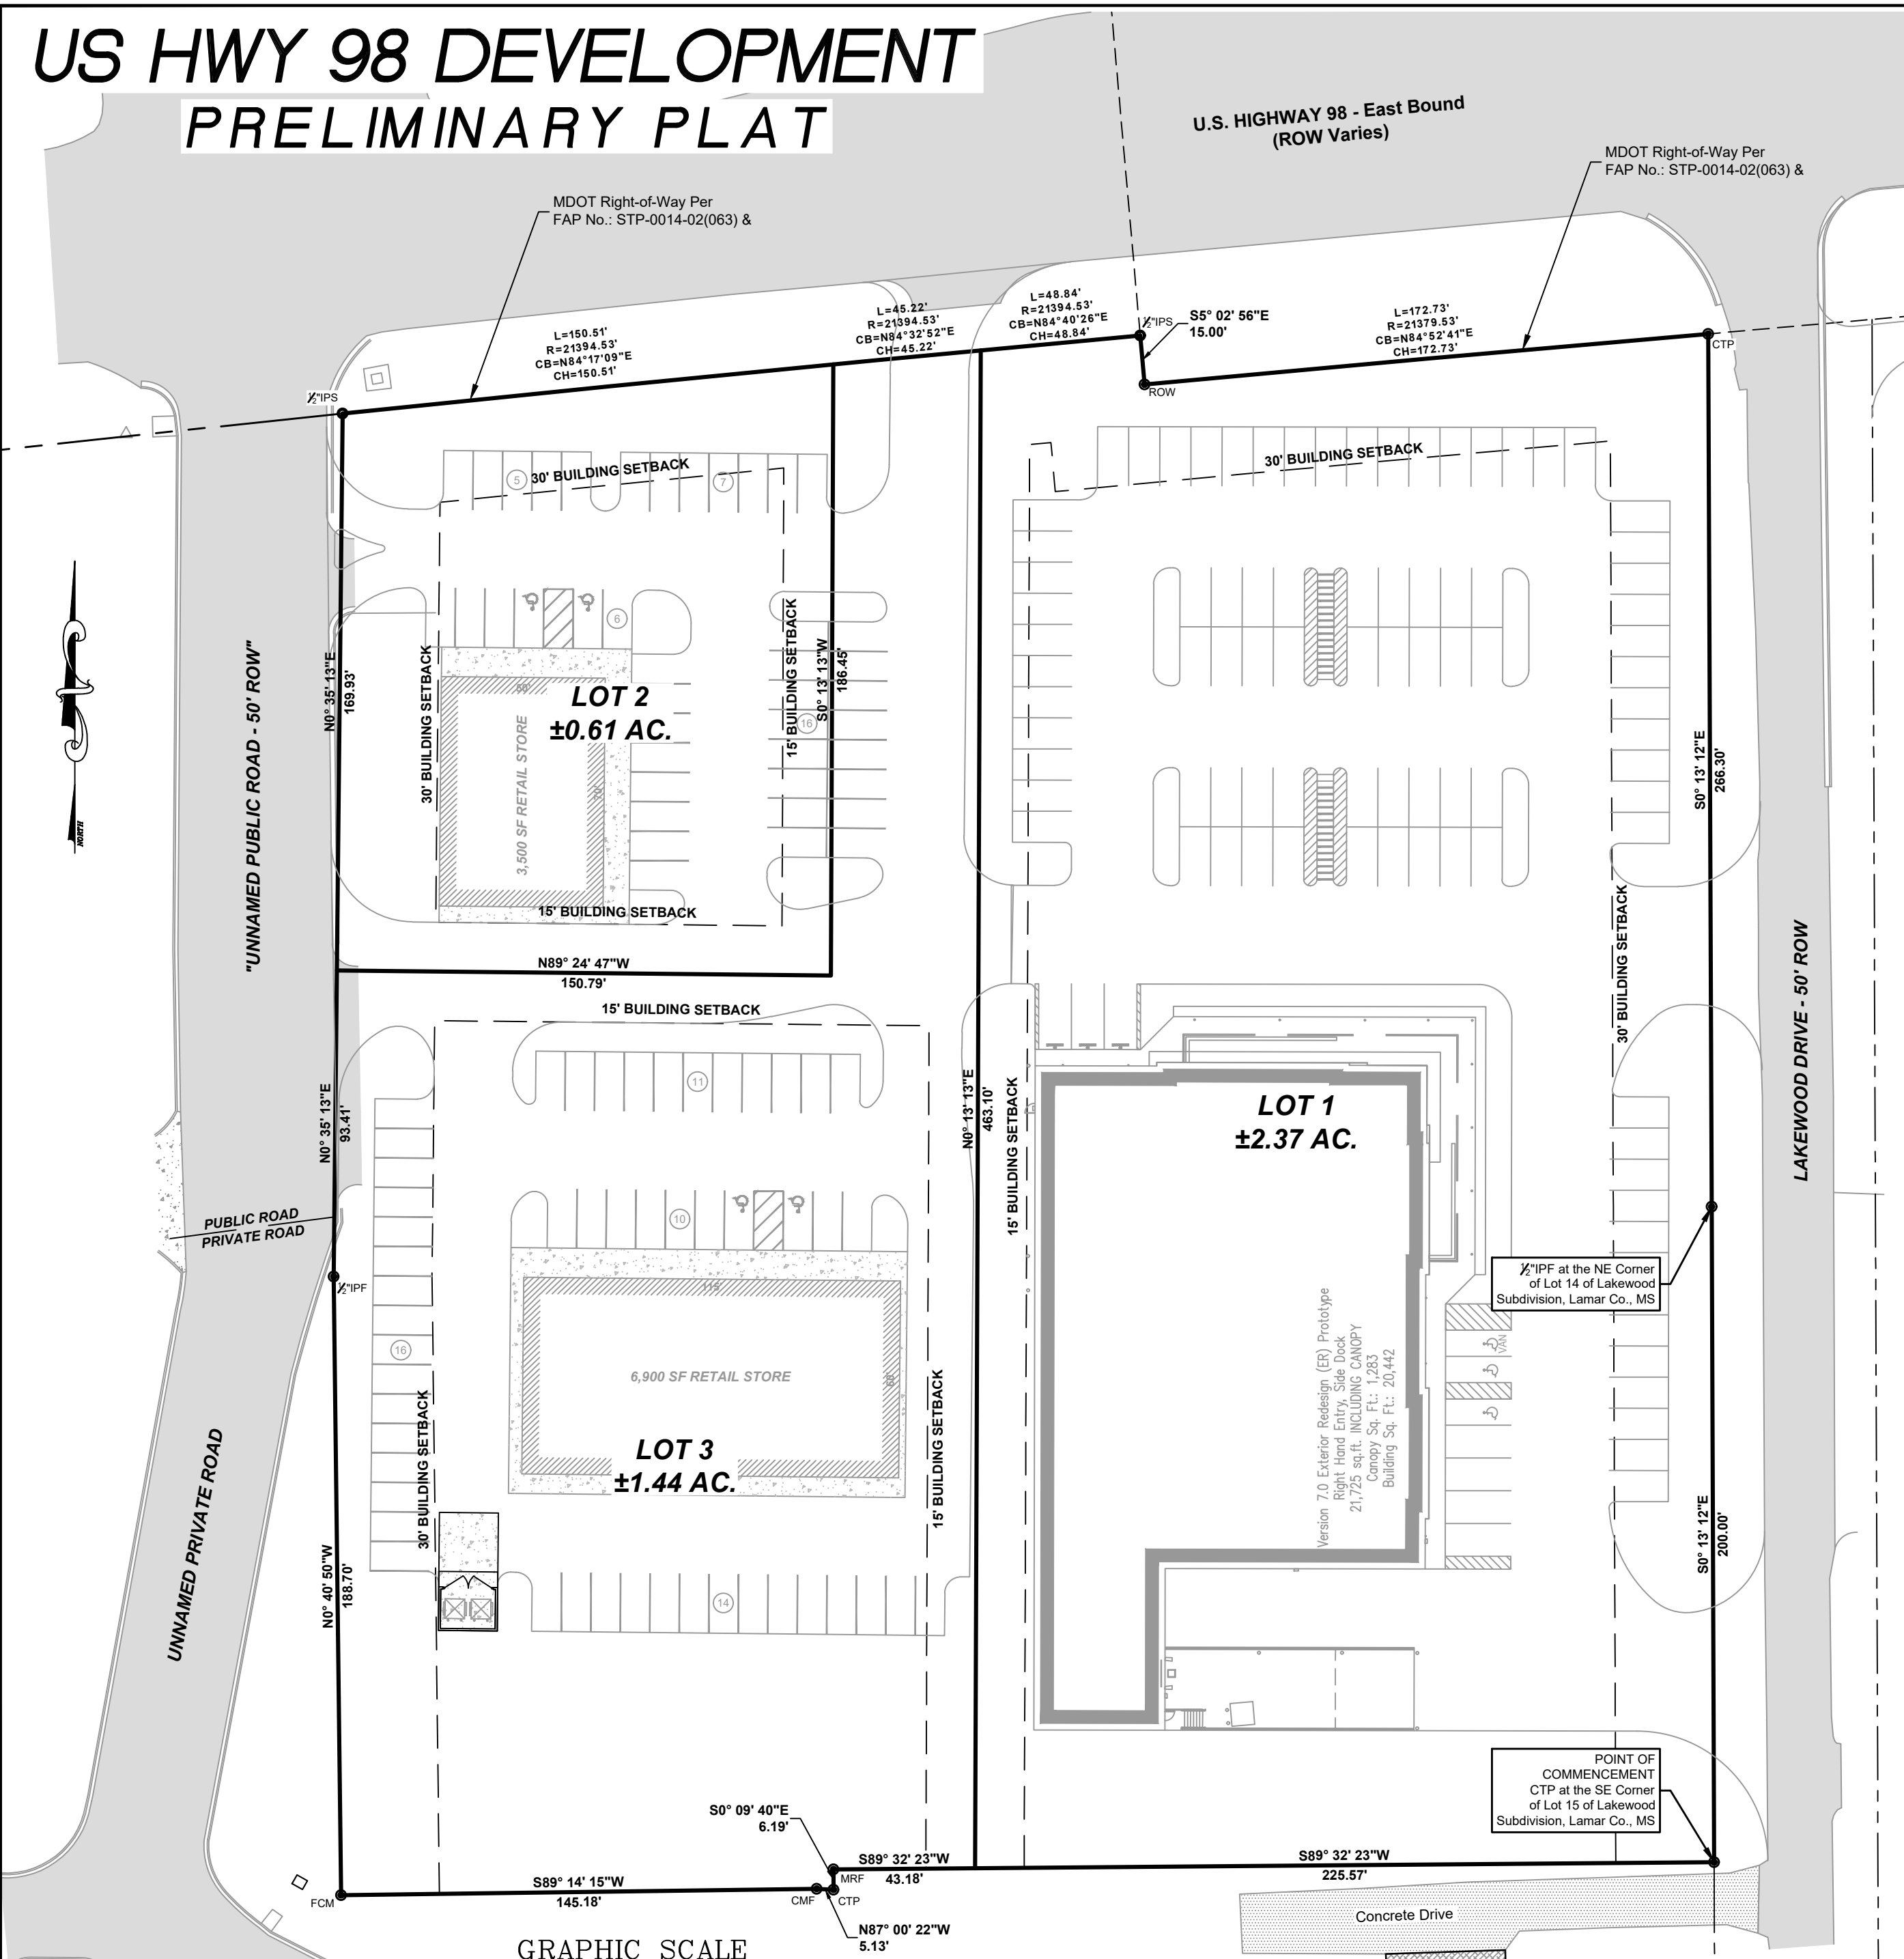 US HWY 98 DEVELOPMENT
PRELIMINARY PLAT
U.S. HIGHWAY 98 - East Bound
(ROW Varies)
MDOT Right-of-Way Per
FAP No.: STP-0014-02(063) &
MDOT Right-of-Way Per
FAP No.: STP-0014-02(063) &
L=150.51'
R=21394.53'
CB=N84°17'09"E
CH=150.51'
L=45.22'
R=21394.53'
CB=N84°32'52"E
CH=45.22'
L=48.84'
R=21394.53'
CB=N84°40'26"E
CH=48.84'
½"IPS
S5° 02' 56"E
15.00'
L=172.73'
R=21379.53'
CB=N84°52'41"E
CH=172.73'
CTP
ROW
½"IPS
30' BUILDING SETBACK
5
7
30' BUILDING SETBACK
6
N0° 35' 13"E
169.93'
"UNNAMED PUBLIC ROAD - 50' ROW"
NORTH
30' BUILDING SETBACK
50'
LOT 2
±0.61 AC.
3,500 SF RETAIL STORE
70'
15' BUILDING SETBACK
S0° 13' 13"W
186.45'
16
15' BUILDING SETBACK
N89° 24' 47"W
150.79'
15' BUILDING SETBACK
S0° 13' 12"E
266.30'
30' BUILDING SETBACK
LAKEWOOD DRIVE - 50' ROW
N0° 35' 13"E
93.41'
11
N0° 13' 13"E
463.10'
15' BUILDING SETBACK
LOT 1
±2.37 AC.
PUBLIC ROAD
PRIVATE ROAD
10
½"IPF
115'
16
6,900 SF RETAIL STORE
60'
LOT 3
±1.44 AC.
30' BUILDING SETBACK
15' BUILDING SETBACK
½"IPF at the NE Corner
of Lot 14 of Lakewood
Subdivision, Lamar Co., MS
VAN
Version 7.0 Exterior Redesign (ER) Prototype
Right Hand Entry, Side Dock
21,725 sq.ft. INCLUDING CANOPY
Canopy Sq. Ft.: 1,283
Building Sq. Ft.: 20,442
UNNAMED PRIVATE ROAD
N0° 40' 50"W
188.70'
14
S0° 13' 12"E
200.00'
POINT OF
COMMENCEMENT
CTP at the SE Corner
of Lot 15 of Lakewood
Subdivision, Lamar Co., MS
S0° 09' 40"E
6.19'
S89° 32' 23"W
43.18'
S89° 32' 23"W
225.57'
MRF
S89° 14' 15"W
145.18'
FCM
CMF
CTP
N87° 00' 22"W
5.13'
Concrete Drive
GRAPHIC SCALE